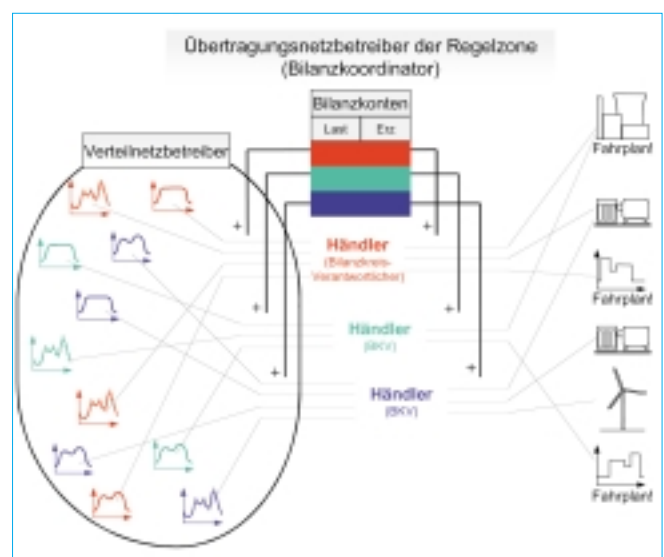 Übertragungsnetzbetreiber der Regelzone
(Bilanzkoordinator)
Bilanzkonten
Last Erz
Verteilnetzbetreiber
Fahrplan!
+ +
Händler
(Bilanzkreis-
Verantwortlicher)
Fahrplan!
+ +
Händler
(BKV)
+ +
Händler
(BKV)
Fahrplan!